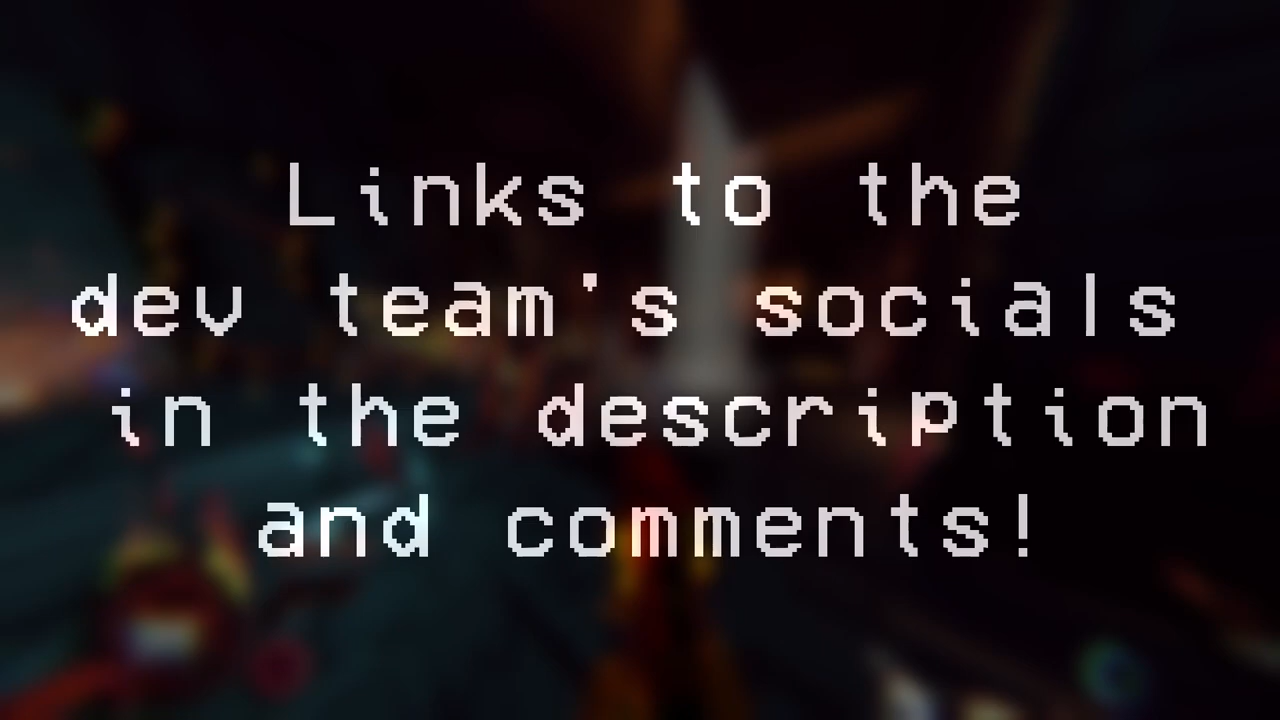 Links to the
dev team's socials
in the description
and comments!